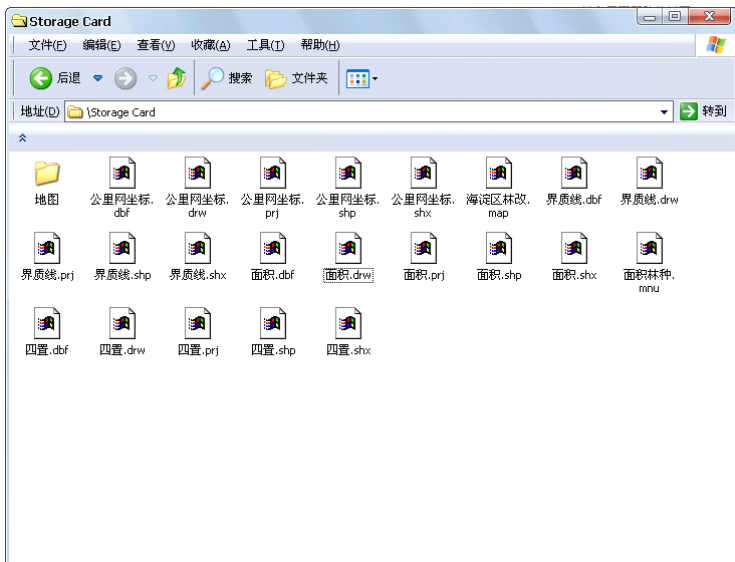 Storage Card
文件(F) 编辑(E) 查看(V) 收藏(A) 工具(T) 帮助(H)
后退 搜索 文件夹
地址(D) \Storage Card 转到
地图 公里网坐标. 公里网坐标. 公里网坐标. 公里网坐标. 公里网坐标. 海淀区林改. 界质线.dbf 界质线.drw
dbf drw prj shp shx map
界质线.prj 界质线.shp 界质线.shx 面积.dbf 面积.drw 面积.prj 面积.shp 面积.shx 面积林种.
mnu
四置.dbf 四置.drw 四置.prj 四置.shp 四置.shx